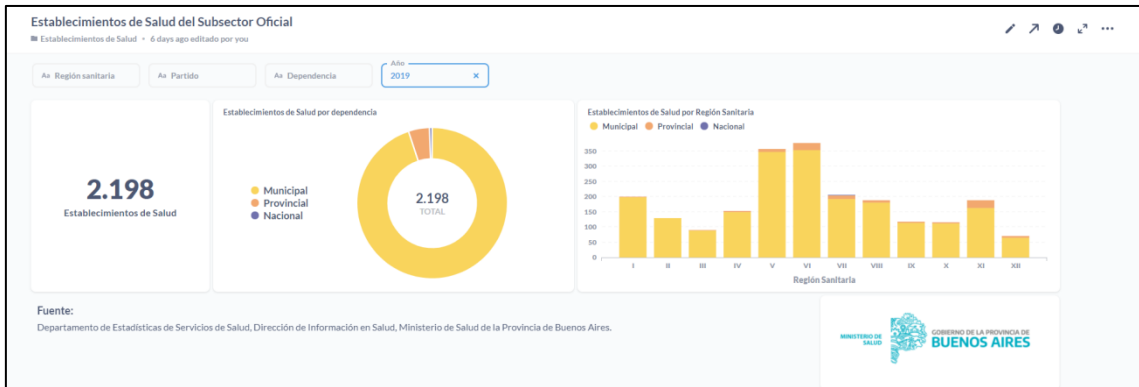 Establecimientos de Salud del Subsector Oficial
Establecimientos de Salud • 6 days ago editado por you
Aa Región sanitaria
Aa Partido
Aa Dependencia
Año
2019 ×
2.198
Establecimientos de Salud
Establecimientos de Salud por dependencia
Municipal
Provincial
Nacional
2.198
TOTAL
Establecimientos de Salud por Región Sanitaria
Municipal Provincial Nacional
350
300
250
200
150
100
50
0
I II III IV V VI VII VIII IX X XI XII
Región Sanitaria
Fuente:
Departamento de Estadísticas de Servicios de Salud, Dirección de Información en Salud, Ministerio de Salud de la Provincia de Buenos Aires.
MINISTERIO DE
SALUD
GOBIERNO DE LA PROVINCIA DE
BUENOS AIRES